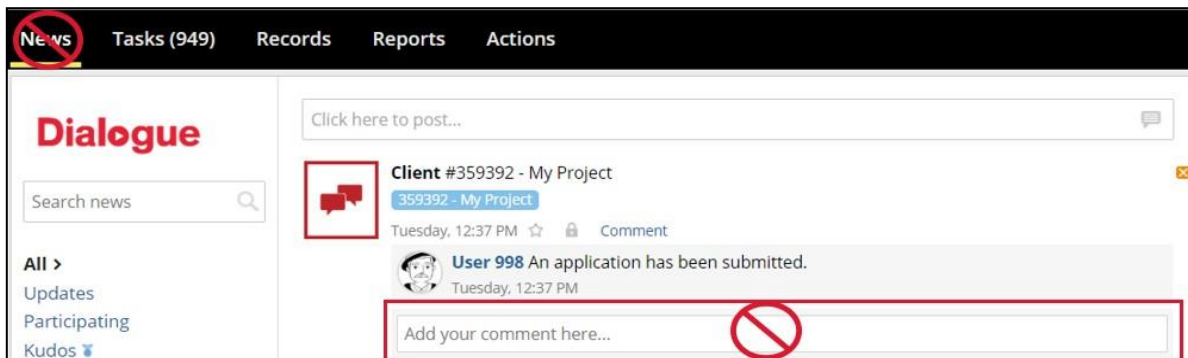 News Tasks (949) Records Reports Actions
Dialogue
Search news
All >
Updates
Participating
Kudos
Click here to post...
Client #359392 - My Project
359392 - My Project
Tuesday, 12:37 PM Comment
User 998 An application has been submitted.
Tuesday, 12:37 PM
Add your comment here...